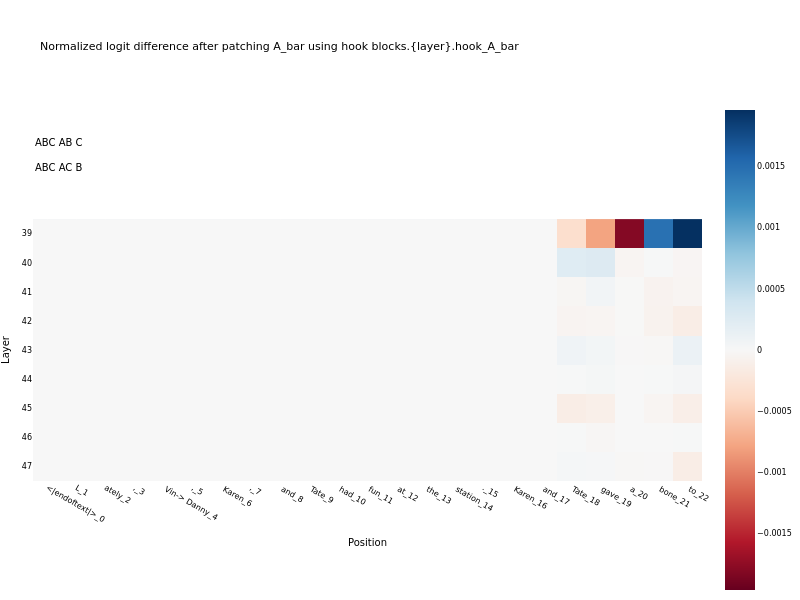 Normalized logit difference after patching A_bar using hook blocks.{layer}.hook_A_bar
ABC AB C
ABC AC B
0.0015
0.001
0.0005
0
−0.0005
−0.001
−0.0015
Layer
39
40
41
42
43
44
45
46
47
<|endoftext|>_0
L_1
ately_2
,_3
Vin-> Danny_4
,_5
Karen_6
,_7
and_8
Tate_9
had_10
fun_11
at_12
the_13
station_14
._15
Karen_16
and_17
Tate_18
gave_19
a_20
bone_21
to_22
Position